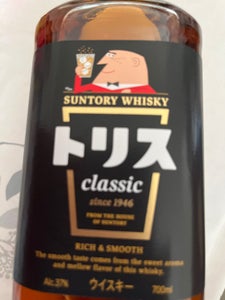 SUNTORY WHISKY
トリス
classic
since 1946
FROM THE HOUSE
OF SUNTORY
RICH & SMOOTH
The smooth taste comes from the sweet aroma
and mellow flavor of this whisky.
Alc.37% ウイスキー 700ml